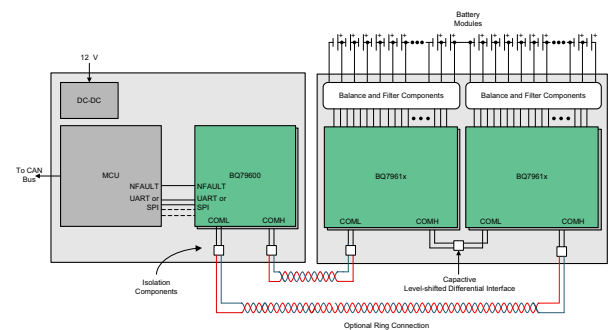 Battery
Modules
12 V
DC-DC
Balance and Filter Components
Balance and Filter Components
To CAN
Bus
MCU
NFAULT
UART or
SPI
BQ79600
NFAULT
UART or
SPI
COML
COMH
BQ7961x
COML
COMH
BQ7961x
COML
COMH
Isolation
Components
Capactive
Level-shifted Differential Interface
Optional Ring Connection